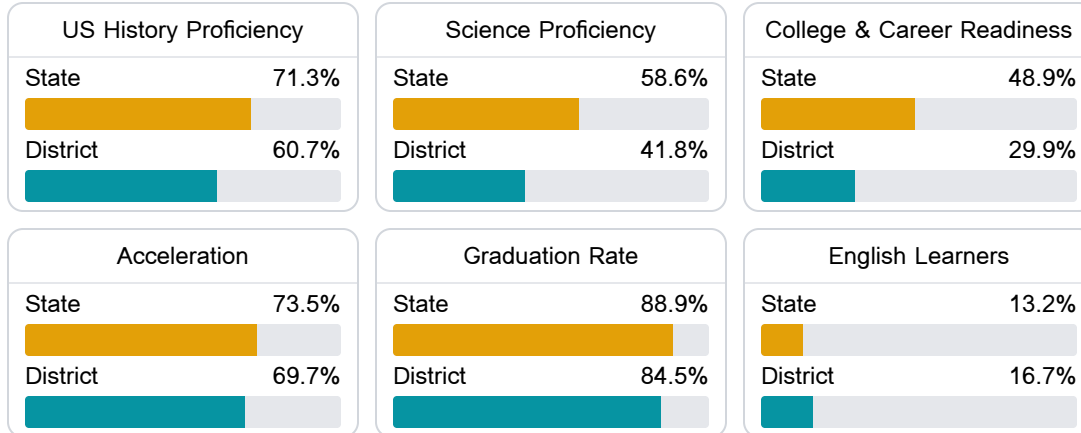 US History Proficiency
State 71.3%
District 60.7%
Science Proficiency
State 58.6%
District 41.8%
College & Career Readiness
State 48.9%
District 29.9%
Acceleration
State 73.5%
District 69.7%
Graduation Rate
State 88.9%
District 84.5%
English Learners
State 13.2%
District 16.7%